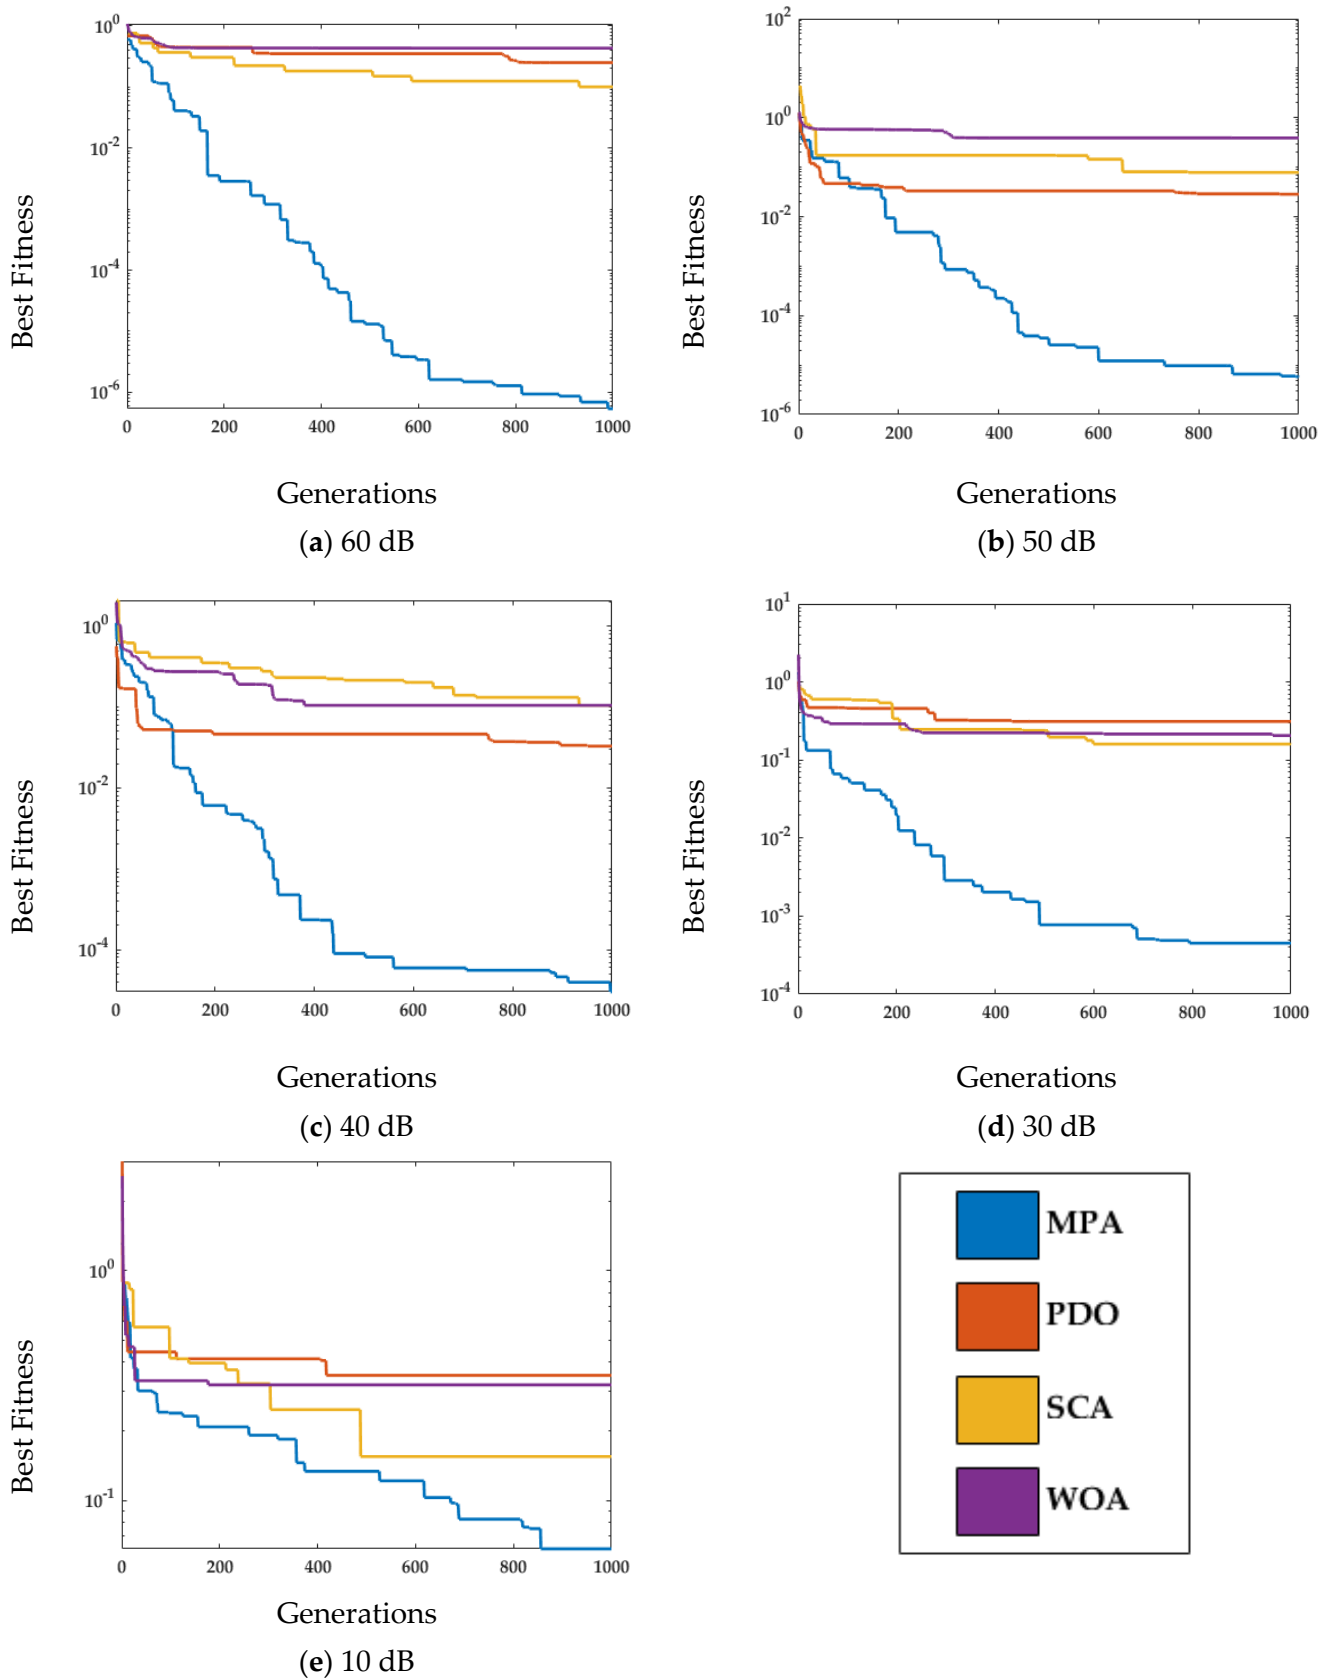 10^0
10^-2
10^-4
10^-6
0 200 400 600 800 1000
Best Fitness
Generations
(a) 60 dB
10^2
10^0
10^-2
10^-4
10^-6
0 200 400 600 800 1000
Best Fitness
Generations
(b) 50 dB
10^0
10^-2
10^-4
0 200 400 600 800 1000
Best Fitness
Generations
(c) 40 dB
10^1
10^0
10^-1
10^-2
10^-3
10^-4
0 200 400 600 800 1000
Best Fitness
Generations
(d) 30 dB
10^0
10^-1
0 200 400 600 800 1000
Best Fitness
Generations
(e) 10 dB
MPA
PDO
SCA
WOA